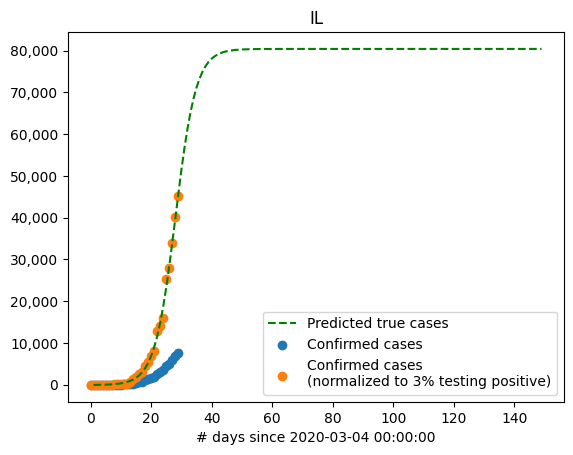 IL
80,000
70,000
60,000
50,000
40,000
30,000
20,000
10,000
0
Predicted true cases
Confirmed cases
Confirmed cases
(normalized to 3% testing positive)
0 20 40 60 80 100 120 140
# days since 2020-03-04 00:00:00